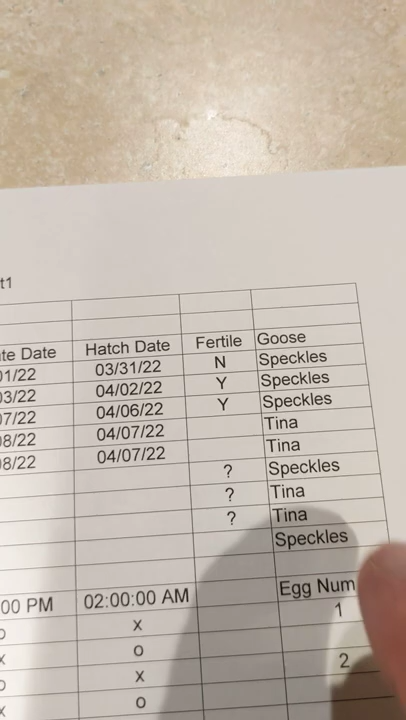 t1
te Date Hatch Date Fertile Goose
01/22 03/31/22 N Speckles
03/22 04/02/22 Y Speckles
07/22 04/06/22 Y Speckles
08/22 04/07/22 Tina
08/22 04/07/22 Tina
? Speckles
? Tina
? Tina
Speckles
00 PM 02:00:00 AM Egg Num
o x 1
x o
o x 2
x o